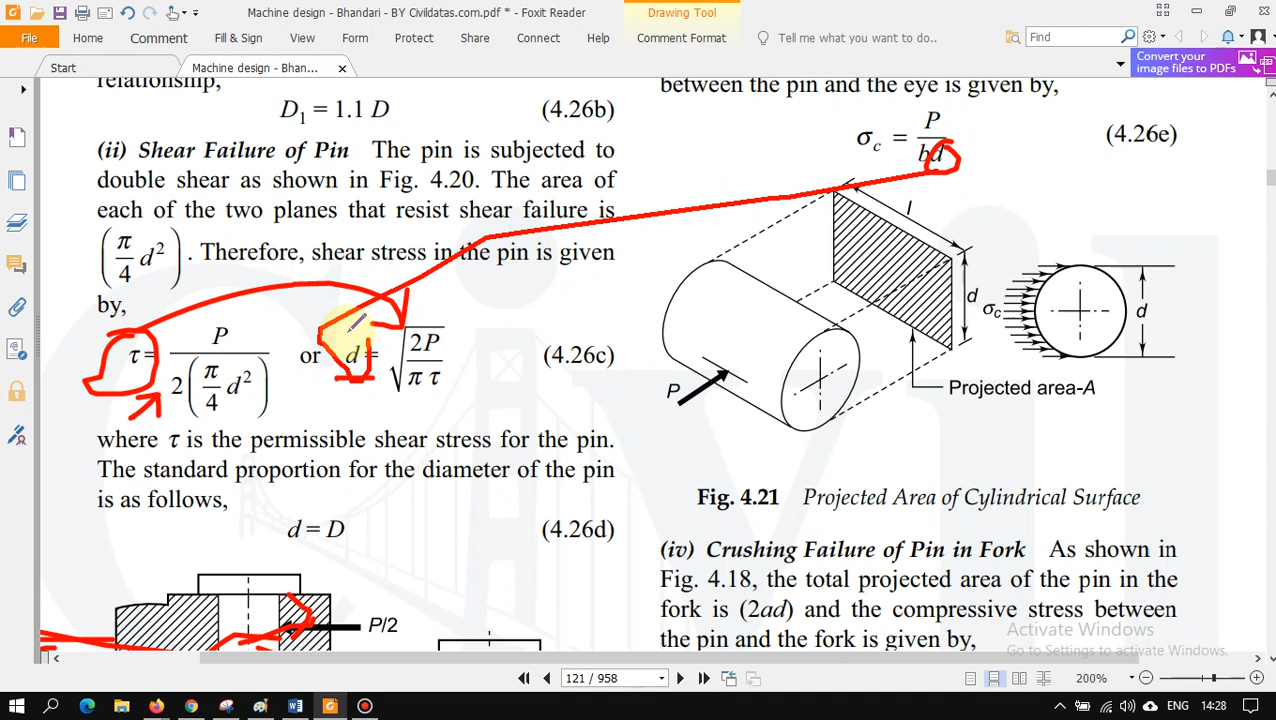 Machine design - Bhandari - BY Civildatas.cvn.pdf * - Foxit Reader
Drawing Tool
File
Home
Comment
Fill & Sign
View
Form
Protect
Share
Connect
Help
Comment Format
Tell me what you want to do..
Find
Start
Machine design - Bhan...
Convert your
image files to PDFs
relationship,
D₁ = 1.1 D (4.26b)
(ii) Shear Failure of Pin The pin is subjected to
double shear as shown in Fig. 4.20. The area of
each of the two planes that resist shear failure is
(π/4 d²). Therefore, shear stress in the pin is given
by,
τ = P / 2(π/4 d²) or d = √(2P/π τ) (4.26c)
where τ is the permissible shear stress for the pin.
The standard proportion for the diameter of the pin
is as follows,
d = D (4.26d)
P/2
between the pin and the eye is given by,
σc = P/bd (4.26e)
l
d
σc
d
P
Projected area-A
Fig. 4.21 Projected Area of Cylindrical Surface
(iv) Crushing Failure of Pin in Fork As shown in
Fig. 4.18, the total projected area of the pin in the
fork is (2ad) and the compressive stress between
the pin and the fork is given by,
Activate Windows
Go to Settings to activate Windows.
121 / 958
200%
ENG
14:28